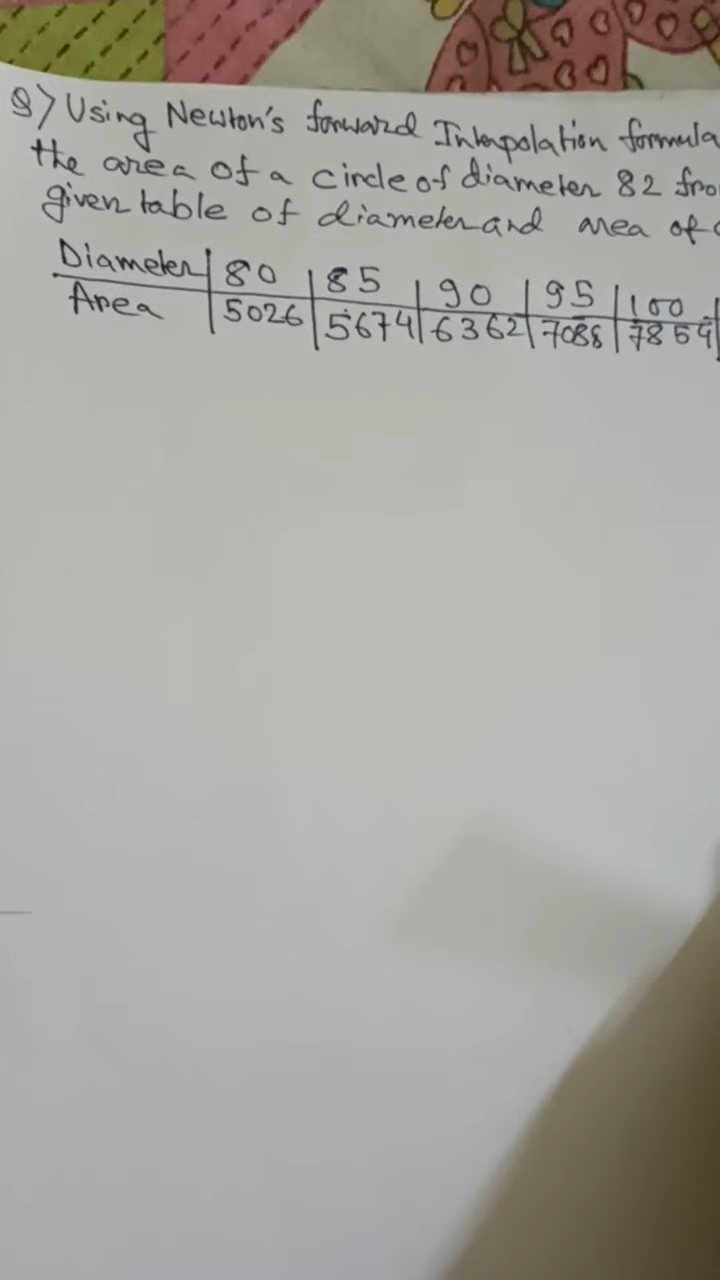 Q) Using Newton's forward Interpolation formula
the area of a circle of diameter 82 fro
given table of diameter and area of c
Diameter | 80 | 85 | 90 | 95 | 100
Area | 5026 | 5674 | 6362 | 7088 | 7854